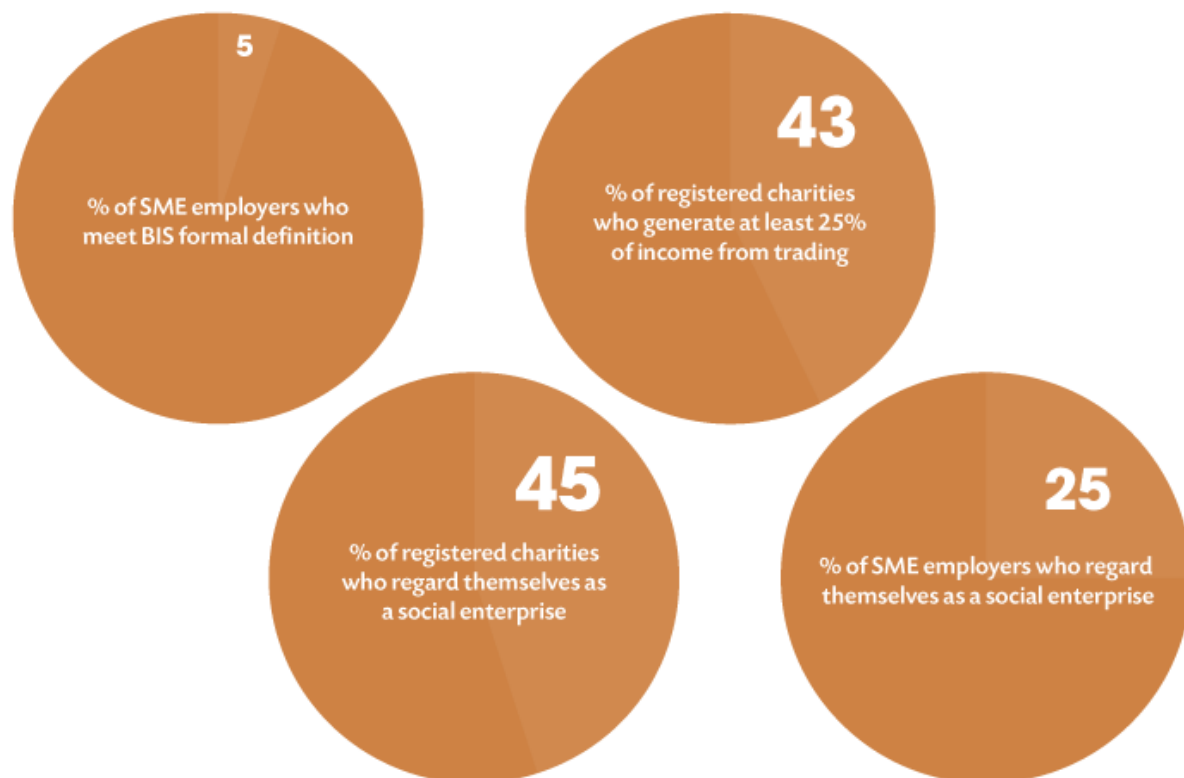 5
% of SME employers who
meet BIS formal definition
43
% of registered charities
who generate at least 25%
of income from trading
45
% of registered charities
who regard themselves as
a social enterprise
25
% of SME employers who regard
themselves as a social enterprise